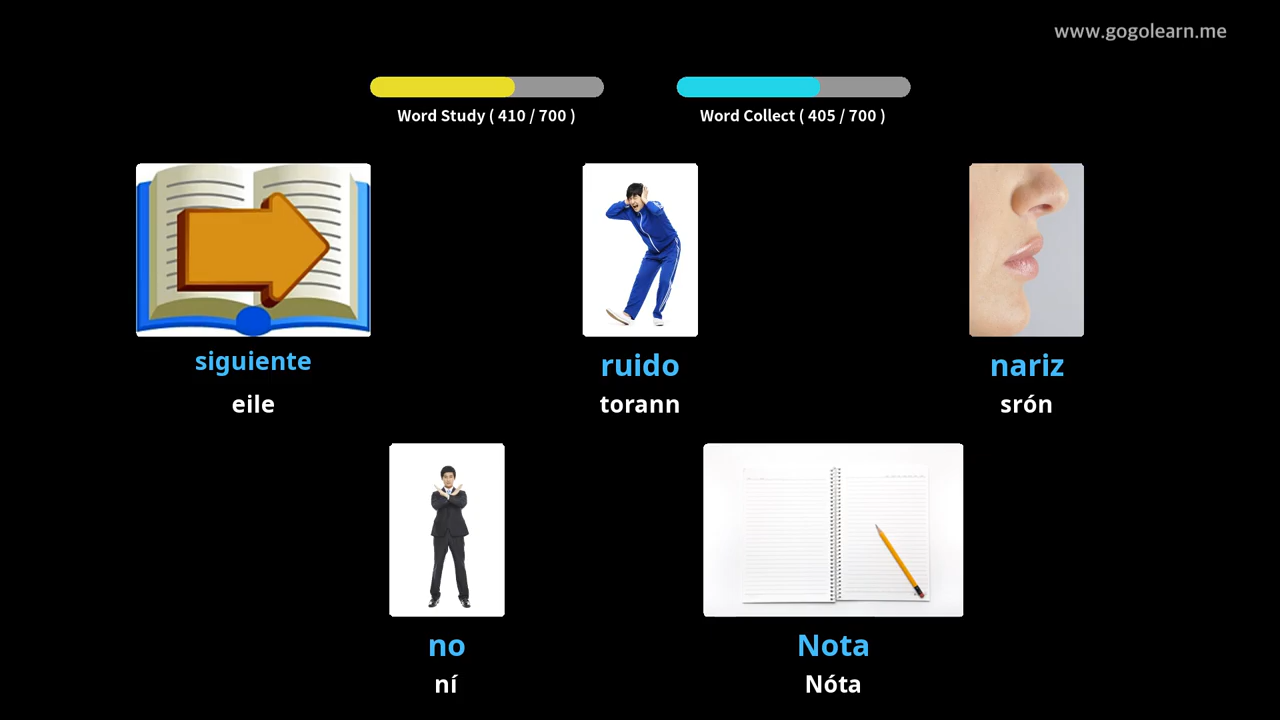 www.gogolearn.me
Word Study ( 410 / 700 )
Word Collect ( 405 / 700 )
siguiente
eile
ruido
torann
nariz
srón
no
ní
Nota
Nóta